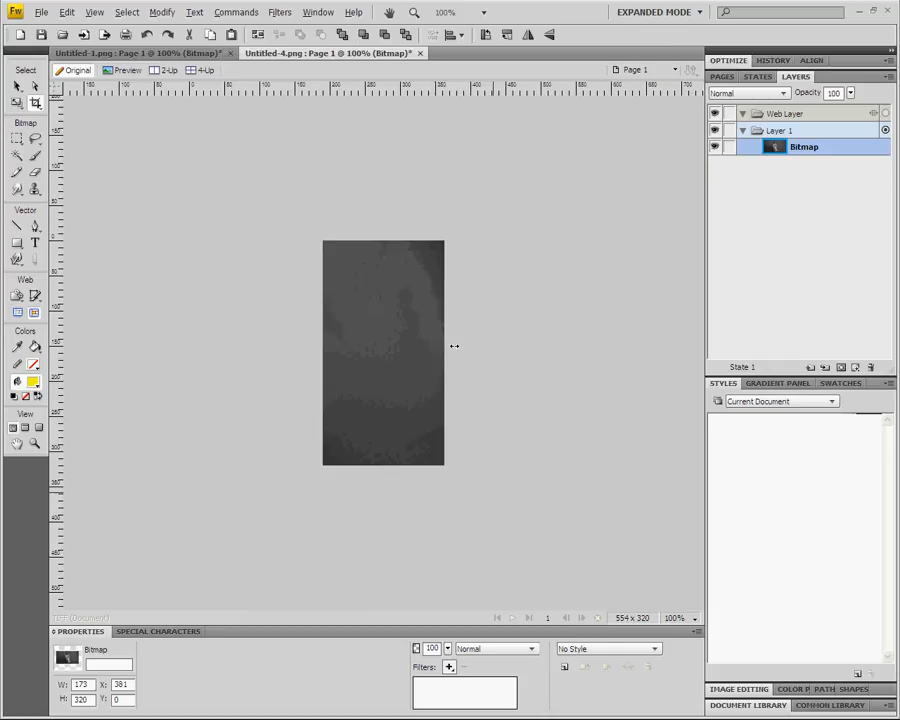 Fw File Edit View Select Modify Text Commands Filters Window Help 100% EXPANDED MODE
Untitled-1.png : Page 1 @ 100% (Bitmap)* Untitled-4.png : Page 1 @ 100% (Bitmap)*
Original Preview 2-Up 4-Up Page 1
OPTIMIZE HISTORY ALIGN
PAGES STATES LAYERS
Normal Opacity 100
Web Layer
Layer 1
Bitmap
Select
Bitmap
Vector
Web
Colors
View
State 1
STYLES GRADIENT PANEL SWATCHES
Current Document
TIFF (Document) 1 554 x 320 100%
PROPERTIES SPECIAL CHARACTERS
Bitmap 100 Normal No Style
Filters:
W: 173 X: 381
H: 320 Y: 0
IMAGE EDITING COLOR P PATH SHAPES
DOCUMENT LIBRARY COMMON LIBRARY